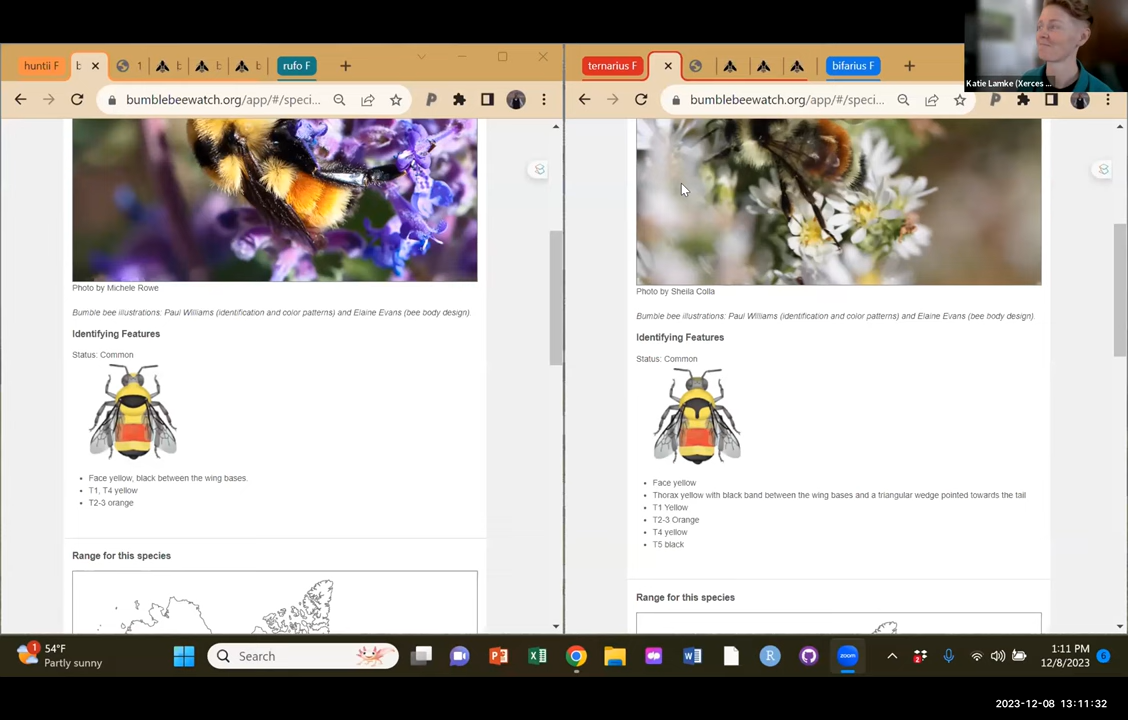 huntii F
rufo F
ternarius F
bifarius F
Katie Lamke (Xerces ...
bumblebeewatch.org/app/#/speci...
bumblebeewatch.org/app/#/speci...
Photo by Michele Rowe
Bumble bee illustrations: Paul Williams (identification and color patterns) and Elaine Evans (bee body design).
Identifying Features
Status: Common
Face yellow, black between the wing bases.
T1, T4 yellow
T2-3 orange
Range for this species
Photo by Sheila Colla
Bumble bee illustrations: Paul Williams (identification and color patterns) and Elaine Evans (bee body design).
Identifying Features
Status: Common
Face yellow
Thorax yellow with black band between the wing bases and a triangular wedge pointed towards the tail
T1 Yellow
T2-3 Orange
T4 yellow
T5 black
Range for this species
1
54°F
Partly sunny
Search
zoom
2
1:11 PM
12/8/2023
6
2023-12-08 13:11:32